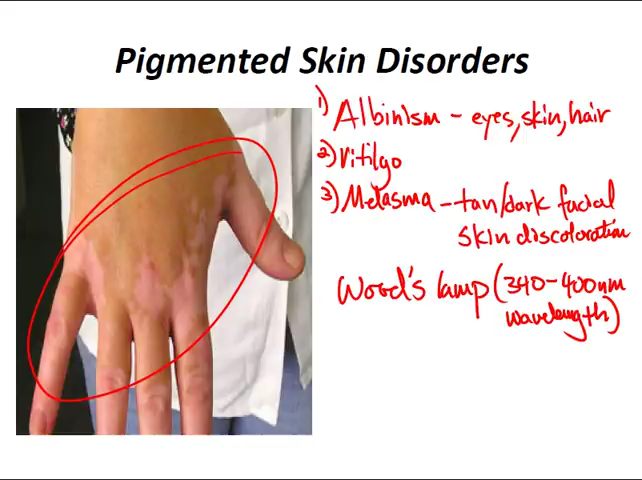 Pigmented Skin Disorders
1) Albinism - eyes, skin, hair
2) Vitilgo
3) Melasma - tan/dark facial
skin discoloration
Wood's lamp (340-400nm
wavelength)